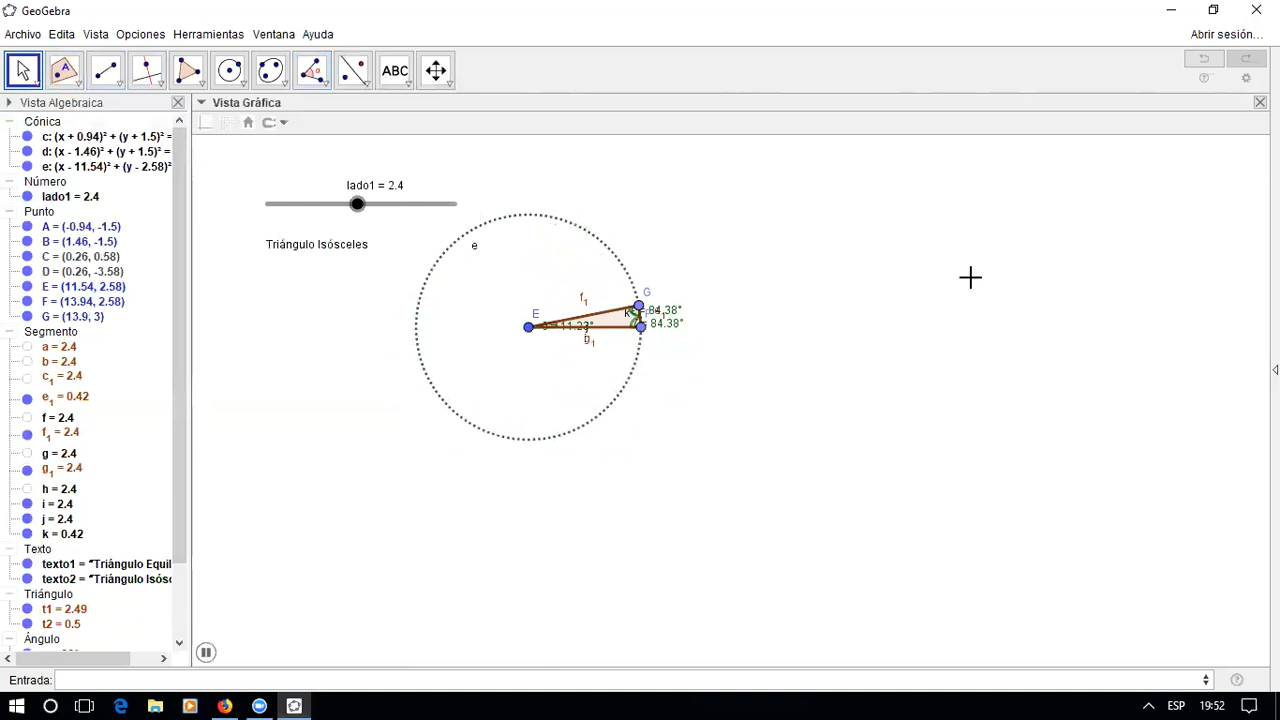 GeoGebra
Archivo Edita Vista Opciones Herramientas Ventana Ayuda
Abrir sesión…
A
ABC
Vista Algebraica
Vista Gráfica
Cónica
c: (x + 0.94)² + (y + 1.5)² =
d: (x - 1.46)² + (y + 1.5)² =
e: (x - 11.54)² + (y - 2.58)²
Número
lado1 = 2.4
Punto
A = (-0.94, -1.5)
B = (1.46, -1.5)
C = (0.26, 0.58)
D = (0.26, -3.58)
E = (11.54, 2.58)
F = (13.94, 2.58)
G = (13.9, 3)
Segmento
a = 2.4
b = 2.4
c₁ = 2.4
e₁ = 0.42
f = 2.4
f₁ = 2.4
g = 2.4
g₁ = 2.4
h = 2.4
i = 2.4
j = 2.4
k = 0.42
Texto
texto1 = "Triángulo Equil
texto2 = "Triángulo Isósc
Triángulo
t1 = 2.49
t2 = 0.5
Ángulo
lado1 = 2.4
Triángulo Isósceles
e
f₁
G
E
k
84.38°
11.23°
84.38°
g₁
Entrada:
ESP 19:52